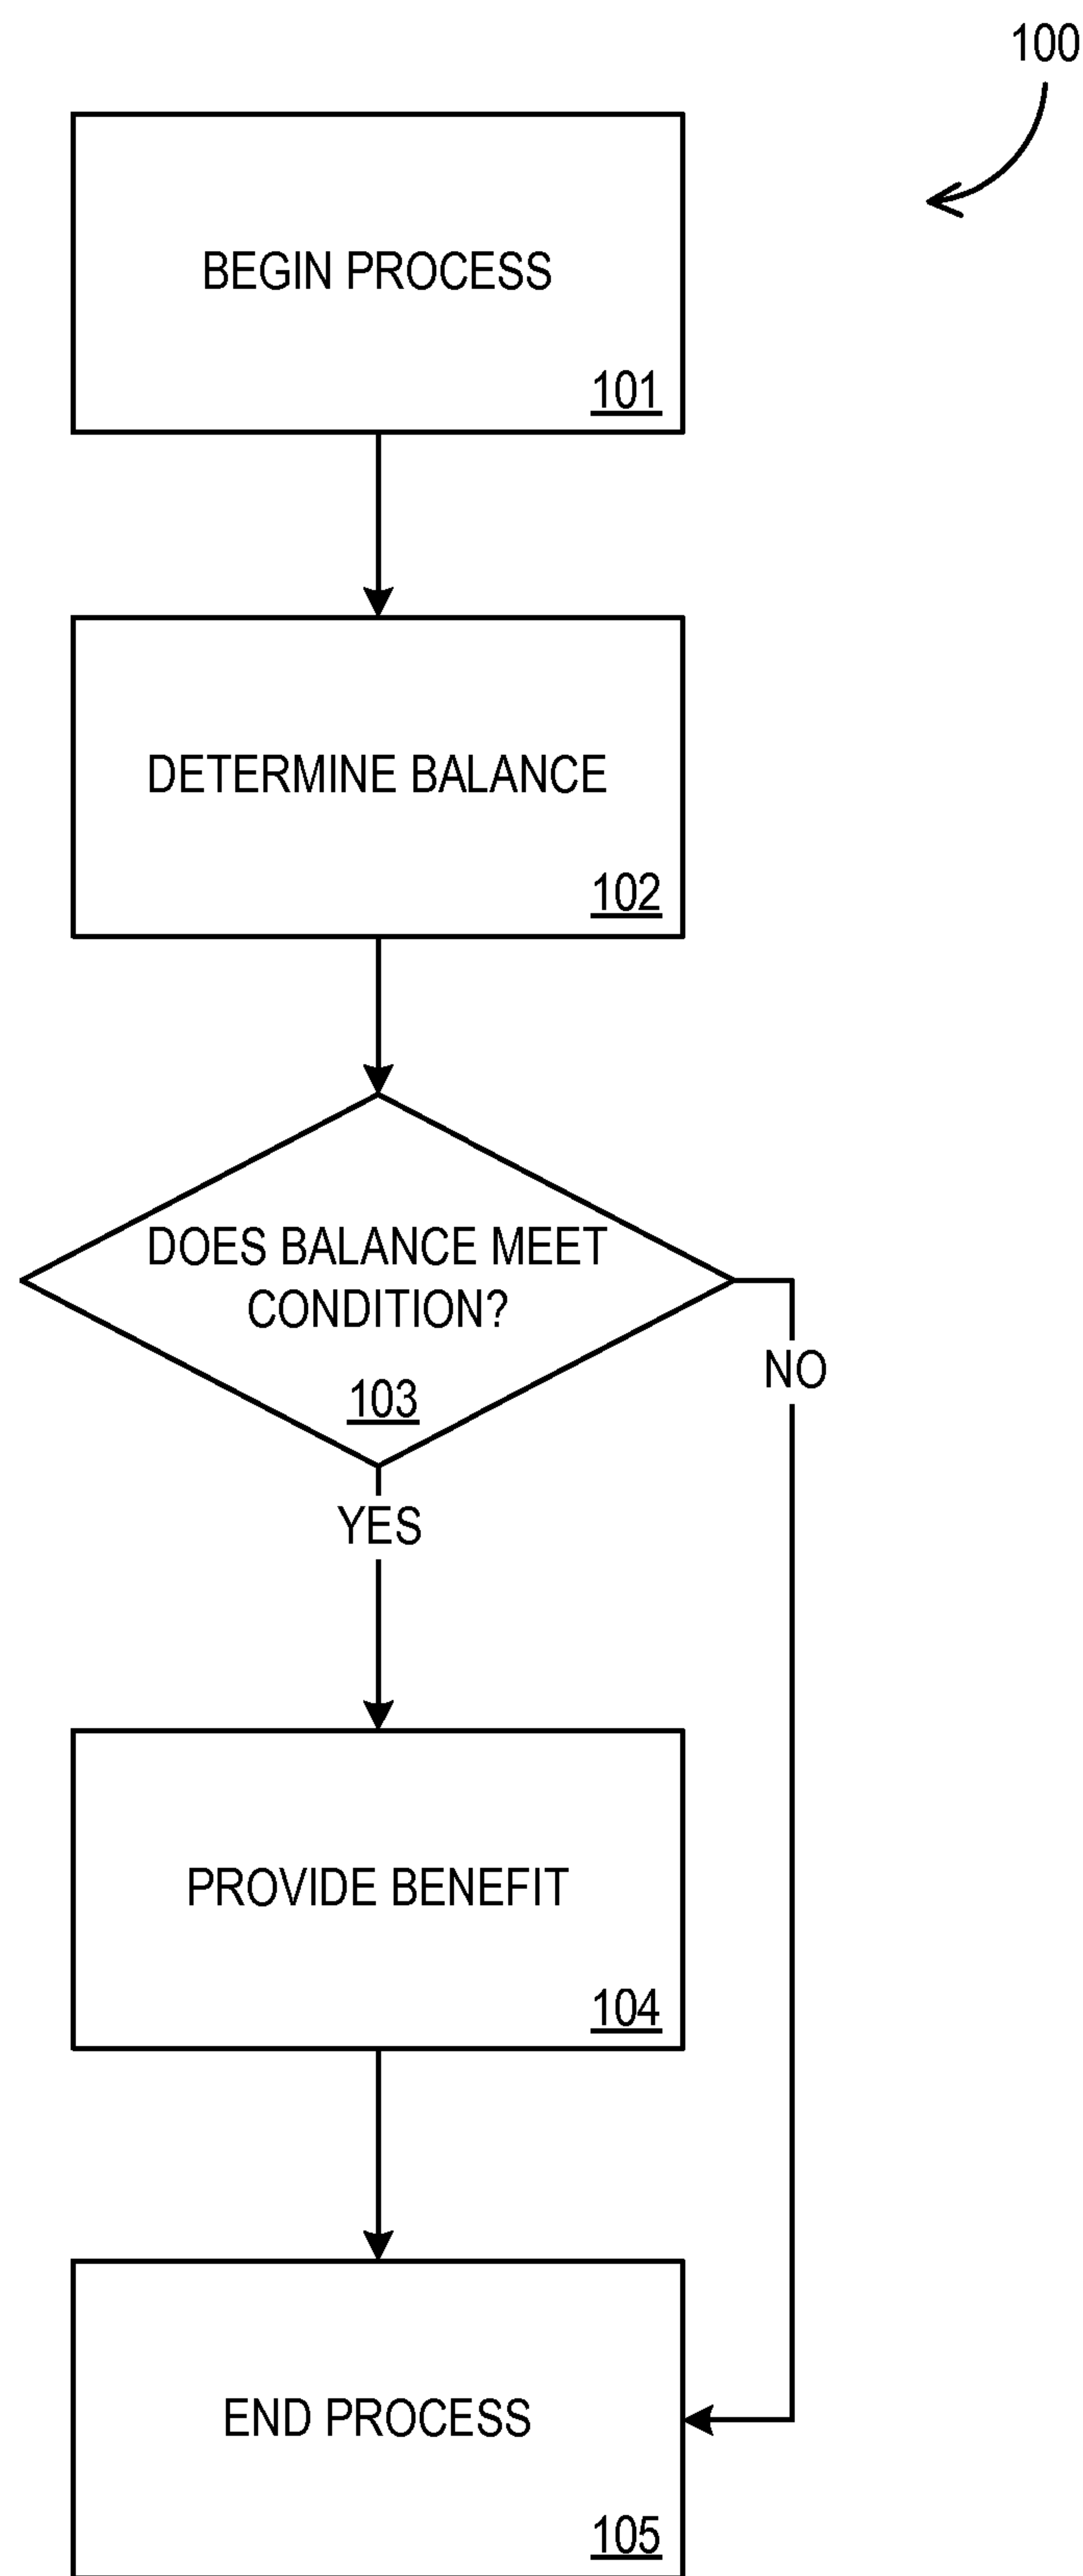 100
BEGIN PROCESS
101
DETERMINE BALANCE
102
DOES BALANCE MEET
CONDITION?
103
NO
YES
PROVIDE BENEFIT
104
END PROCESS
105